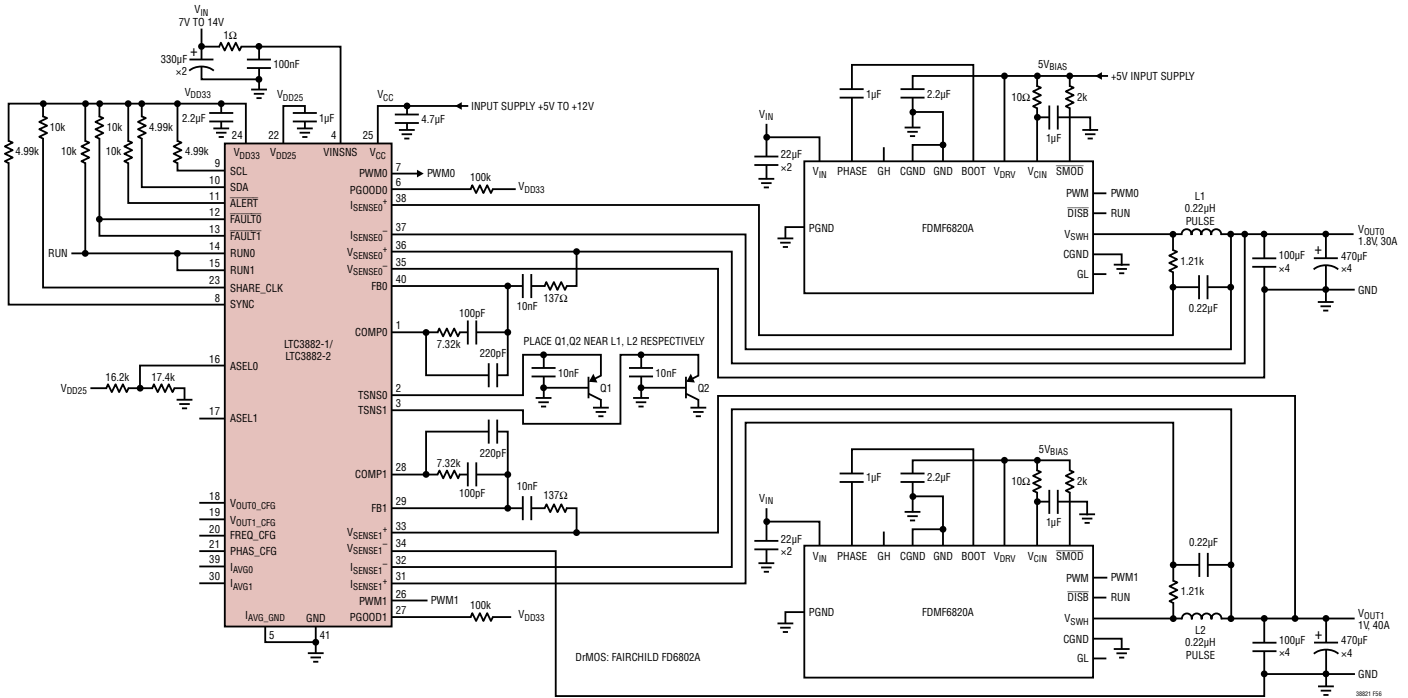 VIN
7V TO 14V
1Ω
330µF
×2
+
100nF
VDD33
2.2µF
VDD25
1µF
VCC
INPUT SUPPLY +5V TO +12V
4.7µF
10k
10k
4.99k
4.99k
10k
10k
4.99k
24
22
4
25
VDD33
VDD25
VINSNS
VCC
9
SCL
10
SDA
11
ALERT
12
FAULT0
13
FAULT1
RUN
14
RUN0
15
RUN1
23
SHARE_CLK
8
SYNC
LTC3882-1/
LTC3882-2
16
ASEL0
VDD25
16.2k
17.4k
17
ASEL1
18
VOUT0_CFG
19
VOUT1_CFG
20
FREQ_CFG
21
PHAS_CFG
39
IAVG0
30
IAVG1
IAVG_GND
GND
5
41
PWM0
7
PWM0
PGOOD0
6
100k
VDD33
ISENSE0+
38
ISENSE0−
37
VSENSE0+
36
VSENSE0−
35
FB0
40
10nF
137Ω
COMP0
1
100pF
7.32k
220pF
PLACE Q1,Q2 NEAR L1, L2 RESPECTIVELY
10nF
Q1
10nF
Q2
TSNS0
2
TSNS1
3
COMP1
28
220pF
7.32k
100pF
10nF
137Ω
FB1
29
VSENSE1+
33
VSENSE1−
34
ISENSE1−
32
ISENSE1+
31
PWM1
26
PWM1
PGOOD1
27
100k
VDD33
DrMOS: FAIRCHILD FD6802A
VIN
22µF
×2
1µF
2.2µF
5VBIAS
+5V INPUT SUPPLY
10Ω
2k
1µF
VIN
PHASE
GH
CGND
GND
BOOT
VDRV
VCIN
SMOD
PWM
PWM0
DISB
RUN
PGND
FDMF6820A
VSWH
CGND
GL
L1
0.22µH
PULSE
1.21k
0.22µF
100µF
×4
+
470µF
×4
VOUT0
1.8V, 30A
GND
VIN
22µF
×2
1µF
2.2µF
5VBIAS
10Ω
2k
1µF
VIN
PHASE
GH
CGND
GND
BOOT
VDRV
VCIN
SMOD
PWM
PWM1
DISB
RUN
PGND
FDMF6820A
VSWH
CGND
GL
0.22µF
1.21k
L2
0.22µH
PULSE
100µF
×4
+
470µF
×4
VOUT1
1V, 40A
GND
38821 F56